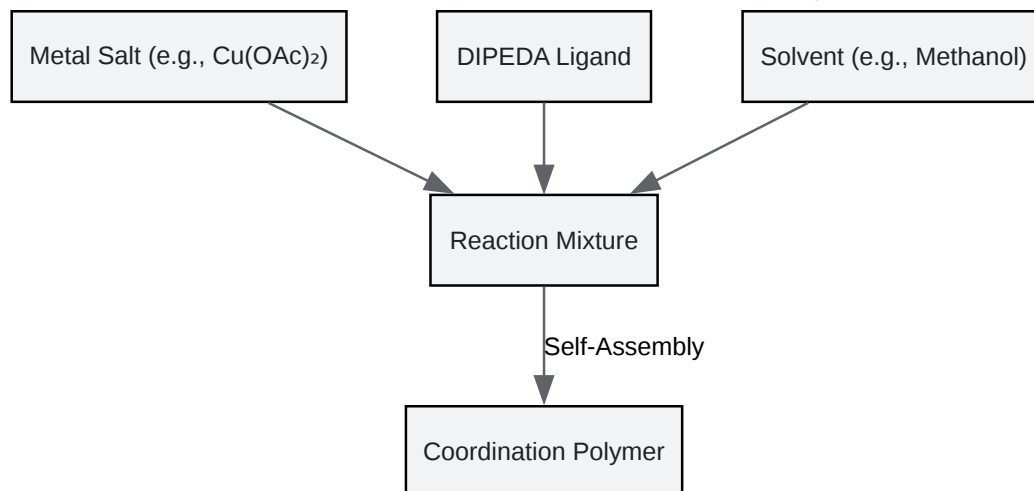 Metal Salt (e.g., Cu(OAc)₂)
DIPEDA Ligand
Solvent (e.g., Methanol)
Reaction Mixture
Self-Assembly
Coordination Polymer